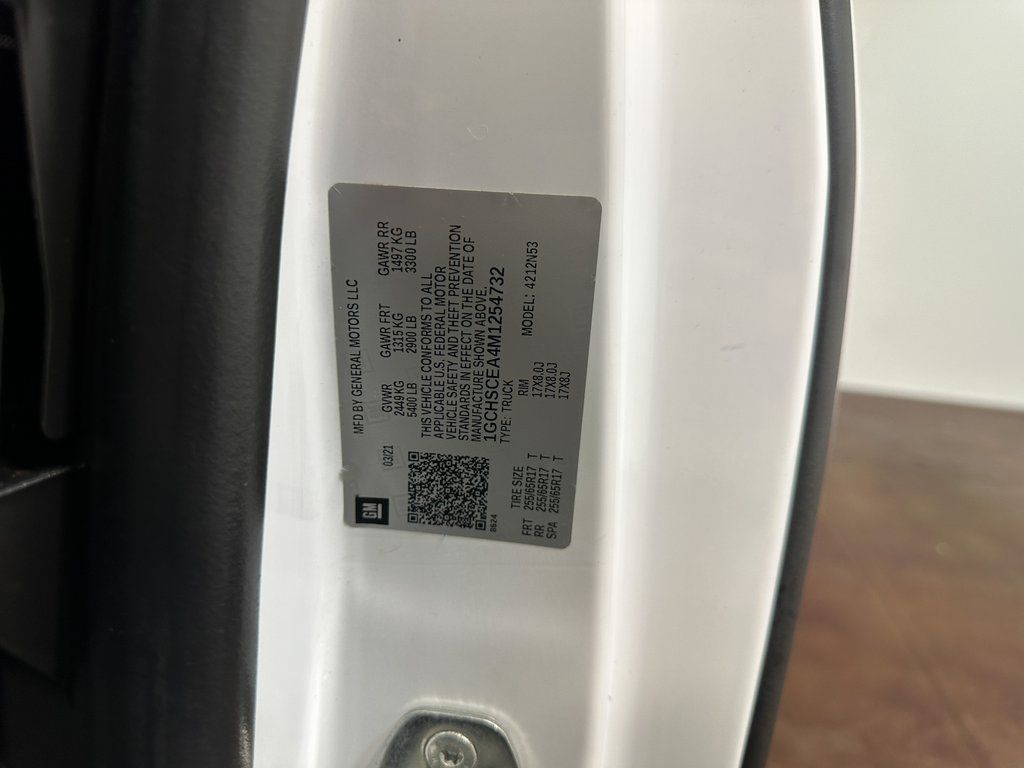 GM
MFD BY GENERAL MOTORS LLC
03/21
GVWR GAWR FRT GAWR RR
2449 KG 1315 KG 1497 KG
5400 LB 2900 LB 3300 LB
THIS VEHICLE CONFORMS TO ALL
APPLICABLE U.S. FEDERAL MOTOR
VEHICLE SAFETY AND THEFT PREVENTION
STANDARDS IN EFFECT ON THE DATE OF
MANUFACTURE SHOWN ABOVE.
1GCHSCEA4M1254732
8624
TYPE: TRUCK
MODEL: 4212N53
TIRE SIZE RIM
FRT 255/65R17 T 17X8.0J
RR 255/65R17 T 17X8.0J
SPA 255/65R17 T 17X8J